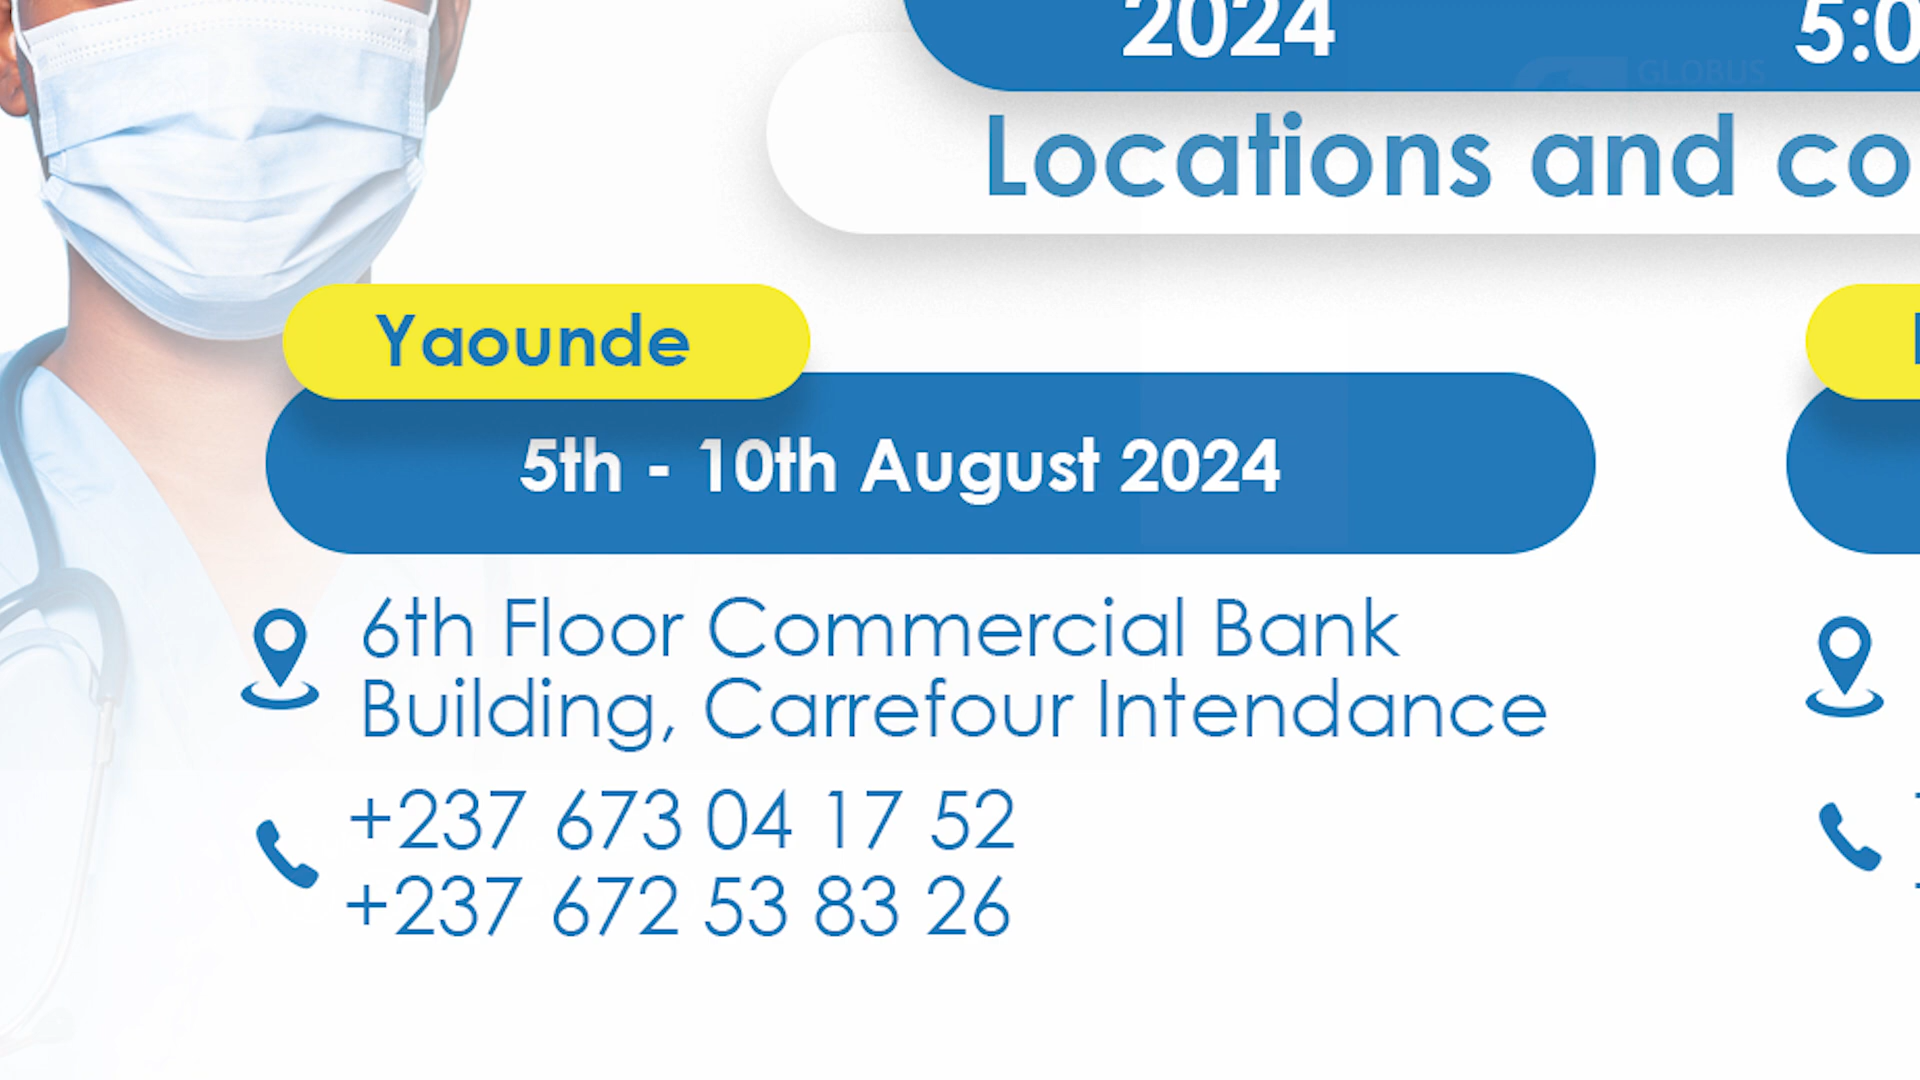 2024
5:0
GLOBUS
Locations and co
Yaounde
5th - 10th August 2024
6th Floor Commercial Bank
Building, Carrefour Intendance
+237 673 04 17 52
+237 672 53 83 26